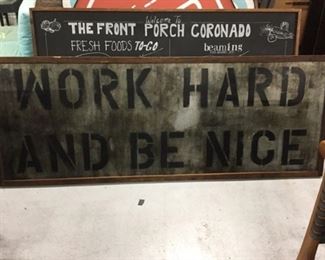 Welcome To
THE FRONT PORCH CORONADO
FRESH FOODS TO-GO
beaming
WORK HARD
AND BE NICE